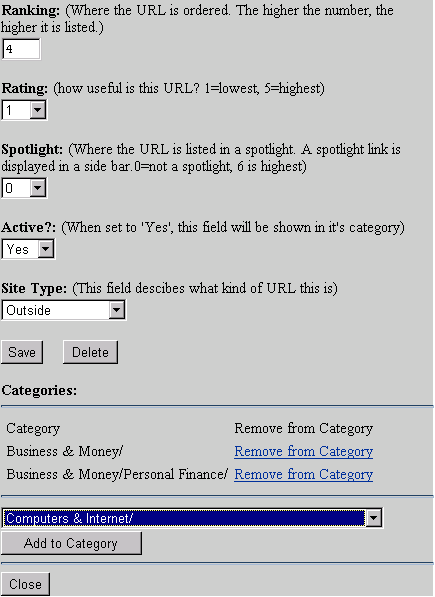 Ranking: (Where the URL is ordered. The higher the number, the
higher it is listed.)
4
Rating: (how useful is this URL? 1=lowest, 5=highest)
1
Spotlight: (Where the URL is listed in a spotlight. A spotlight link is
displayed in a side bar.0=not a spotlight, 6 is highest)
0
Active?: (When set to 'Yes', this field will be shown in it's category)
Yes
Site Type: (This field descibes what kind of URL this is)
Outside
Save Delete
Categories:
Category Remove from Category
Business & Money/ Remove from Category
Business & Money/Personal Finance/ Remove from Category
Computers & Internet/
Add to Category
Close